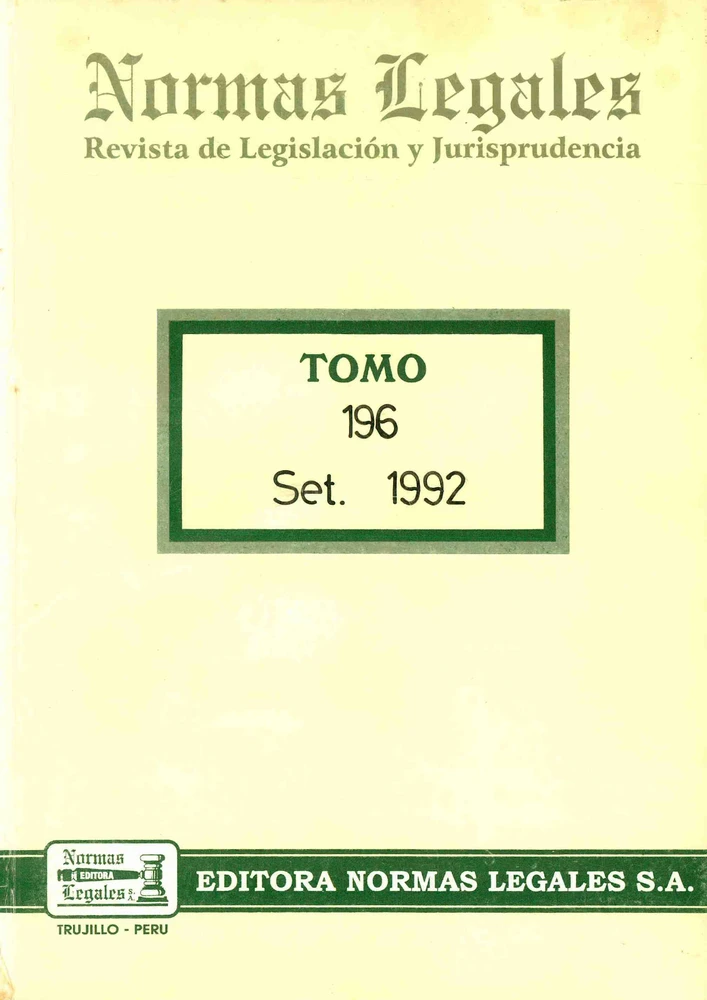 Normas Legales
Revista de Legislación y Jurisprudencia
TOMO
196
Set. 1992
Normas
EDITORA
Legales S.A.
EDITORA NORMAS LEGALES S.A.
TRUJILLO - PERU